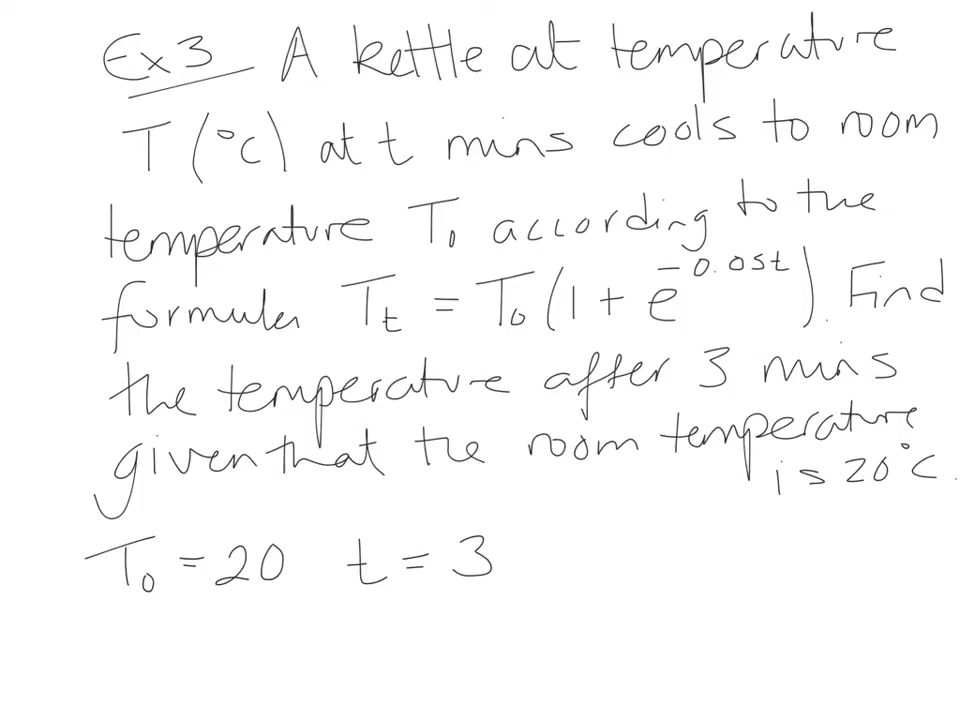 Ex3 A kettle at temperature
T (°C) at t mins cools to room
temperature T₀ according to the
formula Tₜ = T₀(1 + e^-0.05t). Find
the temperature after 3 mins
given that the room temperature
is 20°C.
T₀ = 20 t = 3